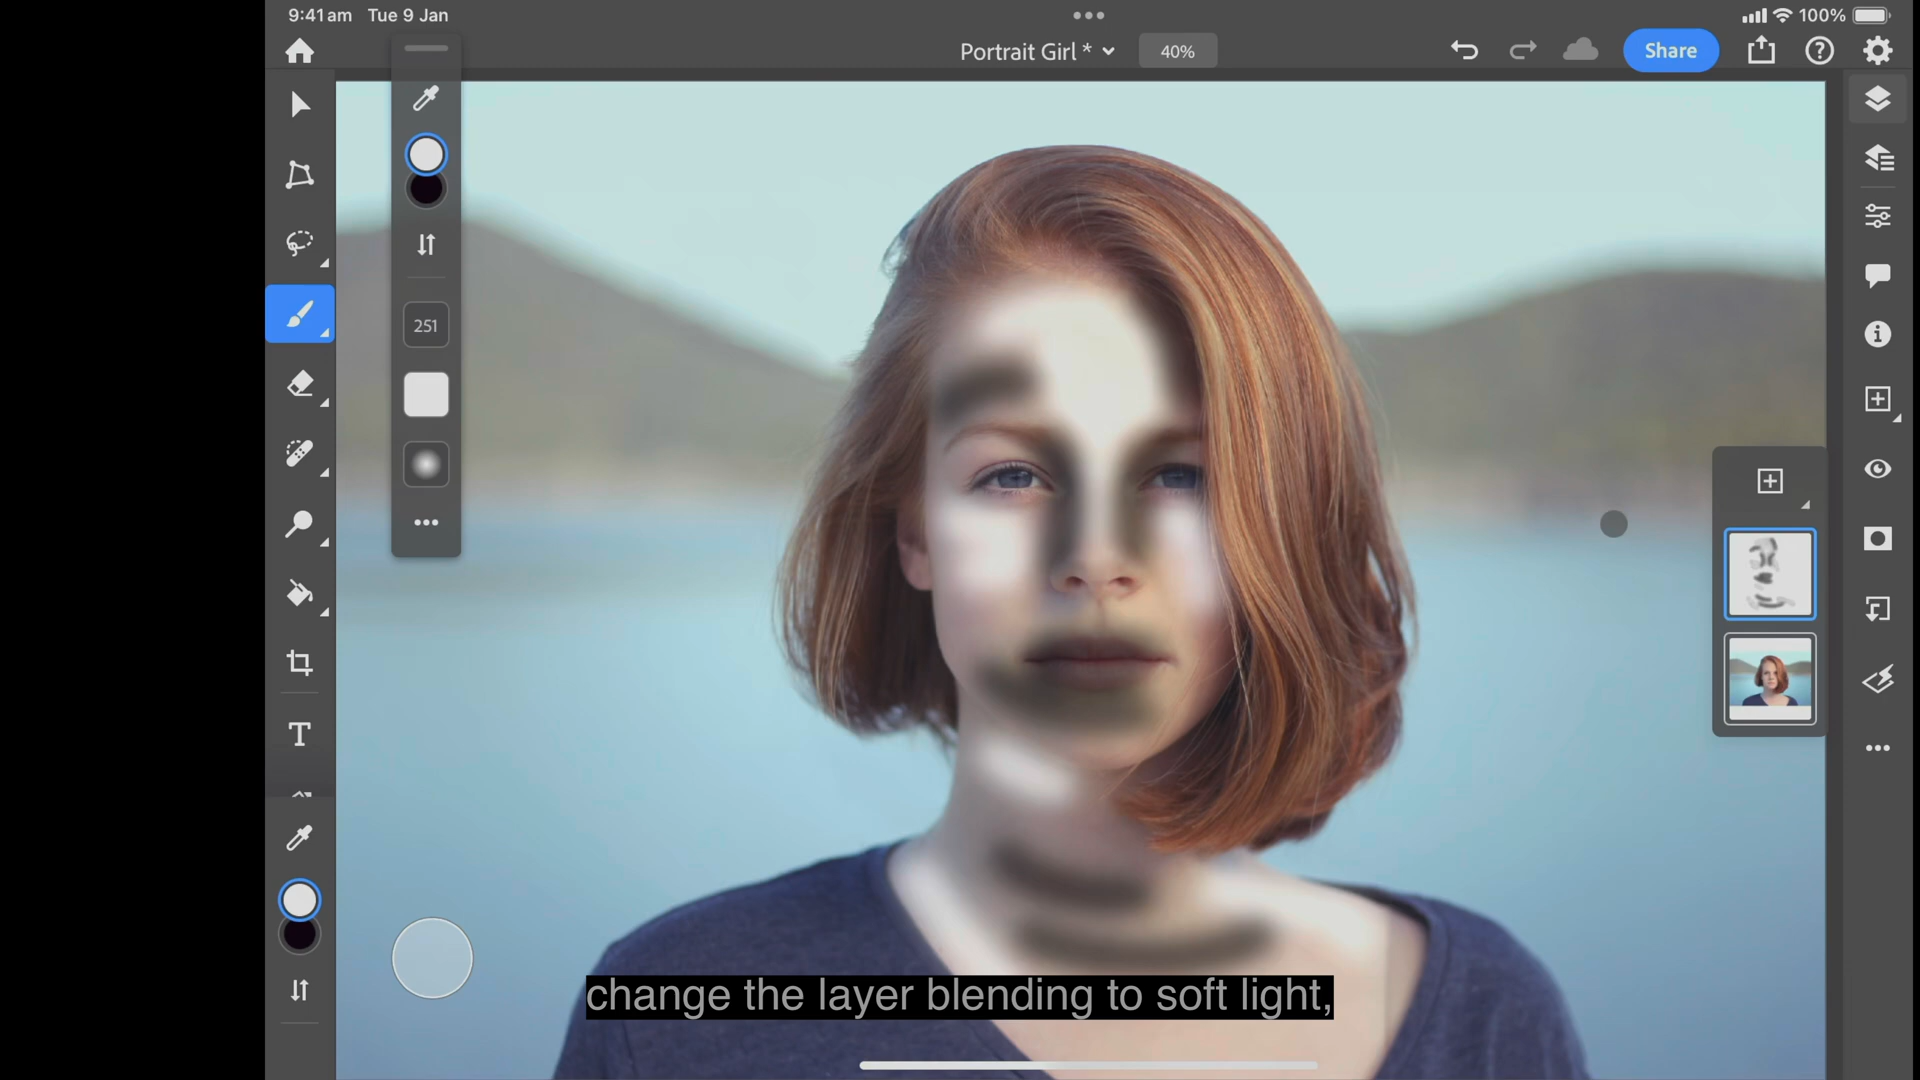 9:41 am Tue 9 Jan
100%
Portrait Girl *
40%
Share
251
T
change the layer blending to soft light,